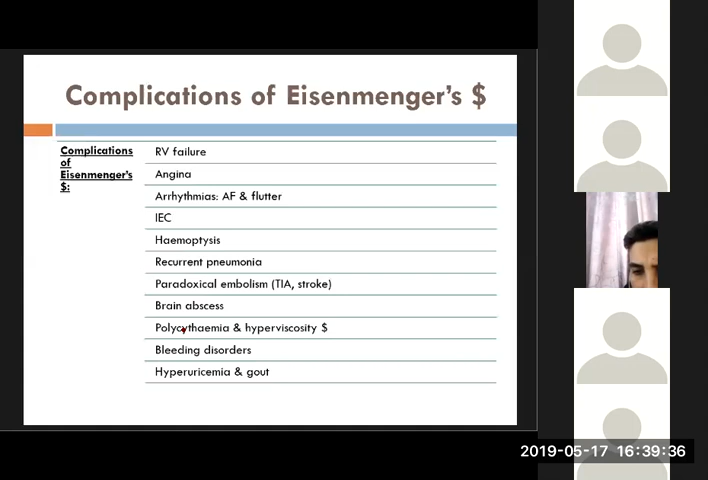 Complications of Eisenmenger's $
Complications
of
Eisenmenger's
$:
RV failure
Angina
Arrhythmias: AF & flutter
IEC
Haemoptysis
Recurrent pneumonia
Paradoxical embolism (TIA, stroke)
Brain abscess
Polycythaemia & hyperviscosity $
Bleeding disorders
Hyperuricemia & gout
2019-05-17 16:39:36